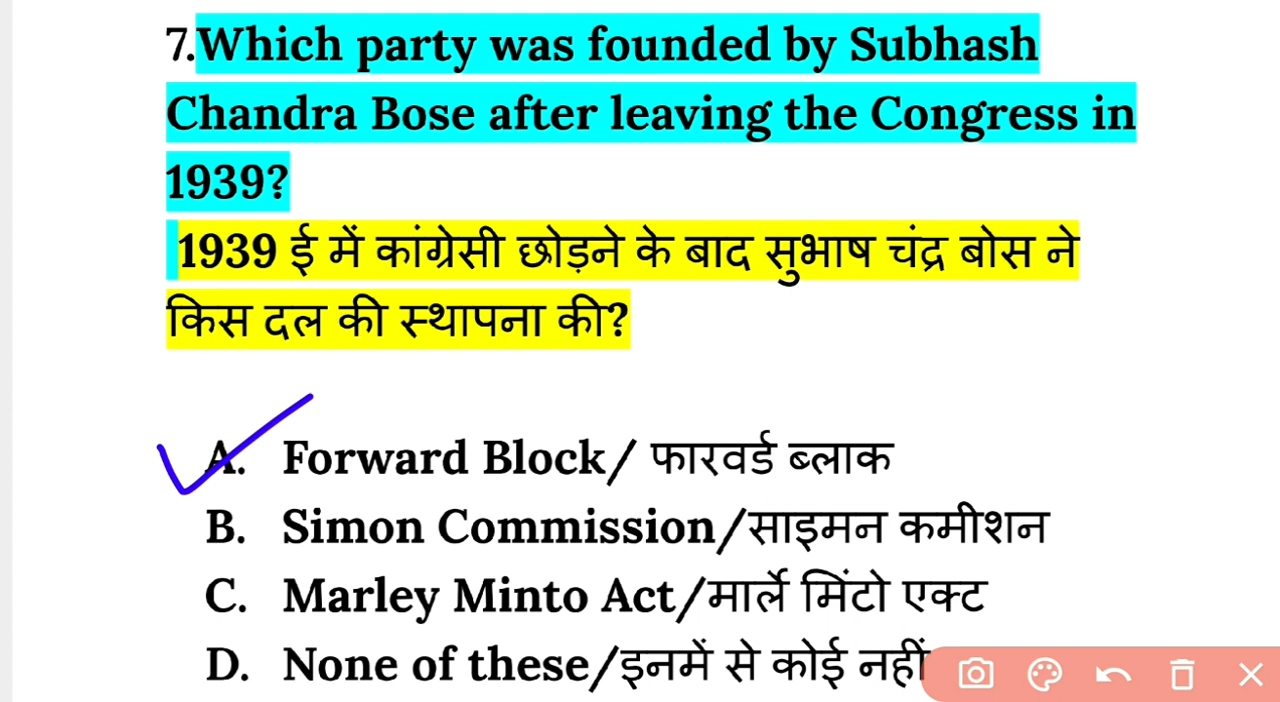 7.Which party was founded by Subhash
Chandra Bose after leaving the Congress in
1939?
1939 ई में कांग्रेसी छोड़ने के बाद सुभाष चंद्र बोस ने
किस दल की स्थापना की?
A. Forward Block/ फारवर्ड ब्लाक
B. Simon Commission/साइमन कमीशन
C. Marley Minto Act/मार्ले मिंटो एक्ट
D. None of these/इनमें से कोई नहीं